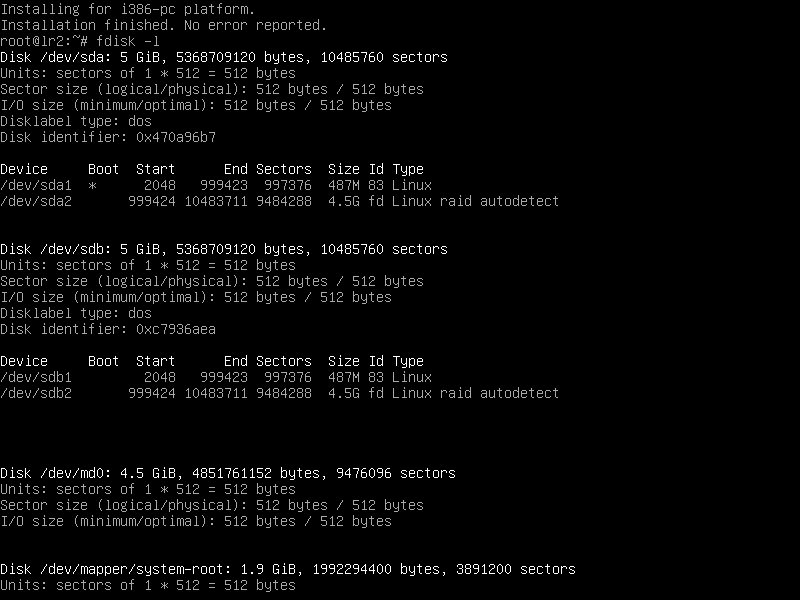 Installing for i386-pc platform.
Installation finished. No error reported.
root@lr2:~# fdisk -l
Disk /dev/sda: 5 GiB, 5368709120 bytes, 10485760 sectors
Units: sectors of 1 * 512 = 512 bytes
Sector size (logical/physical): 512 bytes / 512 bytes
I/O size (minimum/optimal): 512 bytes / 512 bytes
Disklabel type: dos
Disk identifier: 0x470a96b7
Device     Boot  Start      End Sectors  Size Id Type
/dev/sda1  *      2048   999423  997376  487M 83 Linux
/dev/sda2       999424 10483711 9484288  4.5G fd Linux raid autodetect
Disk /dev/sdb: 5 GiB, 5368709120 bytes, 10485760 sectors
Units: sectors of 1 * 512 = 512 bytes
Sector size (logical/physical): 512 bytes / 512 bytes
I/O size (minimum/optimal): 512 bytes / 512 bytes
Disklabel type: dos
Disk identifier: 0xc7936aea
Device     Boot  Start      End Sectors  Size Id Type
/dev/sdb1         2048   999423  997376  487M 83 Linux
/dev/sdb2       999424 10483711 9484288  4.5G fd Linux raid autodetect
Disk /dev/md0: 4.5 GiB, 4851761152 bytes, 9476096 sectors
Units: sectors of 1 * 512 = 512 bytes
Sector size (logical/physical): 512 bytes / 512 bytes
I/O size (minimum/optimal): 512 bytes / 512 bytes
Disk /dev/mapper/system-root: 1.9 GiB, 1992294400 bytes, 3891200 sectors
Units: sectors of 1 * 512 = 512 bytes